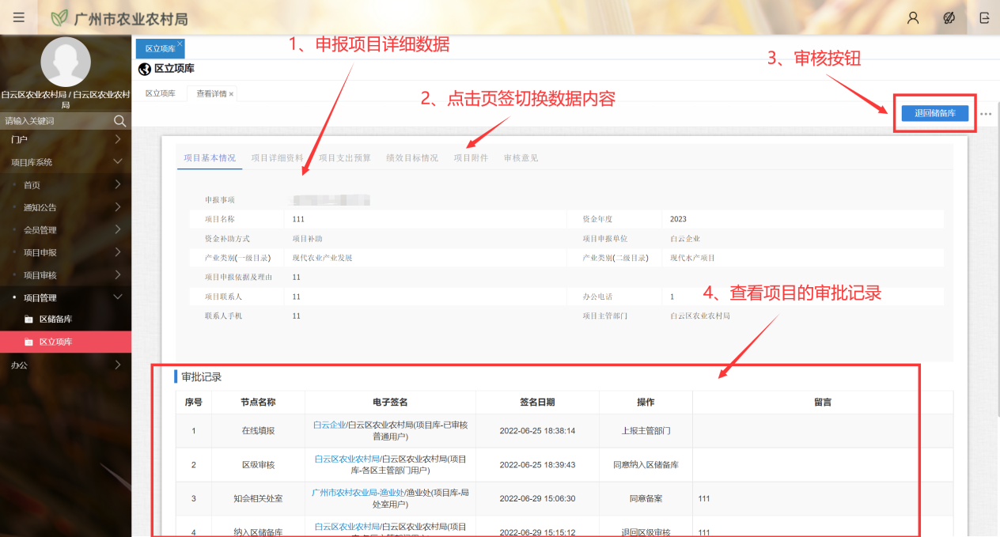 广州市农业农村局
区立项库
1、申报项目详细数据
3、审核按钮
区立项库
白云区农业农村局 / 白云区农业农村局
区立项库
查看详情
2、点击页签切换数据内容
退回储备库
请输入关键词
门户
项目库系统
首页
通知公告
会员管理
项目申报
项目审核
项目管理
区储备库
区立项库
办公
项目基本情况 项目详细资料 项目支出预算 绩效目标情况 项目附件 审核意见
申报事项
项目名称 111 资金年度 2023
资金补助方式 项目补助 项目申报单位 白云企业
产业类别(一级目录) 现代农业产业发展 产业类别(二级目录) 现代水产项目
项目申报依据及理由 11
项目联系人 11 办公电话 1
4、查看项目的审批记录
联系人手机 11 项目主管部门 白云区农业农村局
审批记录
序号 节点名称 电子签名 签名日期 操作 留言
1 在线填报 白云企业/白云区农业农村局(项目库-已审核普通用户) 2022-06-25 18:38:14 上报主管部门
2 区级审核 白云区农业农村局/白云区农业农村局(项目库-各区主管部门用户) 2022-06-25 18:39:43 同意纳入区储备库
3 知会相关处室 广州市农村农业局-渔业处/渔业处(项目库-局处室用户) 2022-06-29 15:06:30 同意备案 111
4 纳入区储备库 白云区农业农村局/白云区农业农村局(项目 2022-06-29 15:15:12 退回区级审核 111